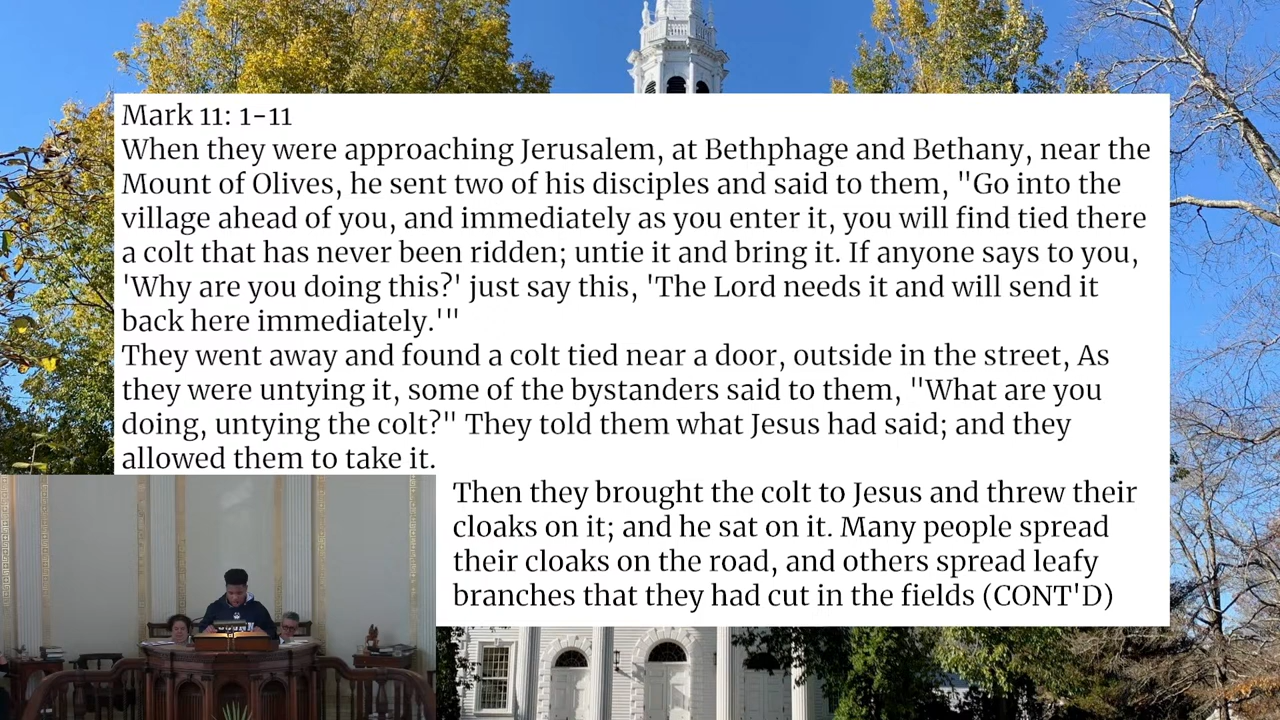 Mark 11: 1-11
When they were approaching Jerusalem, at Bethphage and Bethany, near the
Mount of Olives, he sent two of his disciples and said to them, "Go into the
village ahead of you, and immediately as you enter it, you will find tied there
a colt that has never been ridden; untie it and bring it. If anyone says to you,
'Why are you doing this?' just say this, 'The Lord needs it and will send it
back here immediately.'"
They went away and found a colt tied near a door, outside in the street, As
they were untying it, some of the bystanders said to them, "What are you
doing, untying the colt?" They told them what Jesus had said; and they
allowed them to take it.
Then they brought the colt to Jesus and threw their
cloaks on it; and he sat on it. Many people spread
their cloaks on the road, and others spread leafy
branches that they had cut in the fields (CONT'D)